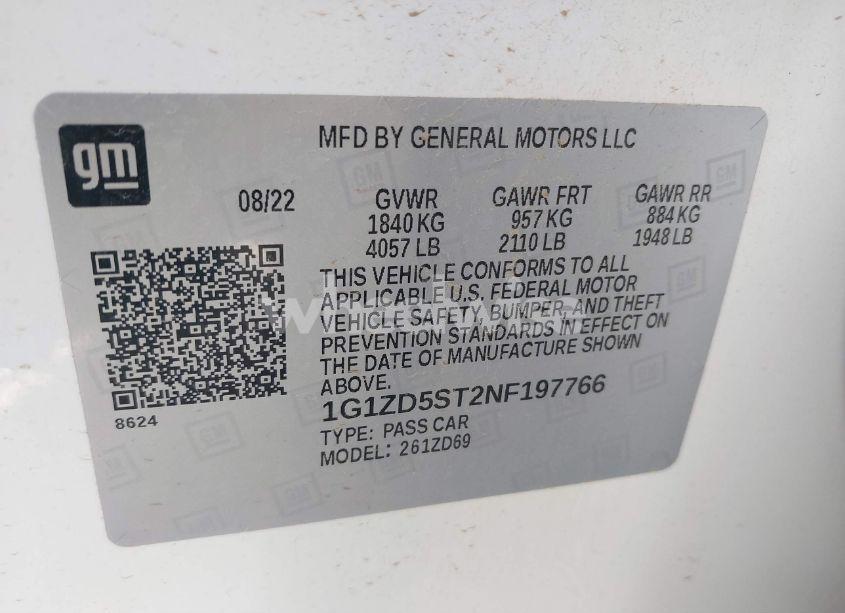 gm
MFD BY GENERAL MOTORS LLC
08/22 GVWR GAWR FRT GAWR RR
1840 KG 957 KG 884 KG
4057 LB 2110 LB 1948 LB
THIS VEHICLE CONFORMS TO ALL
APPLICABLE U.S. FEDERAL MOTOR
VEHICLE SAFETY, BUMPER, AND THEFT
PREVENTION STANDARDS IN EFFECT ON
THE DATE OF MANUFACTURE SHOWN
ABOVE.
8624
1G1ZD5ST2NF197766
TYPE: PASS CAR
MODEL: 261ZD69